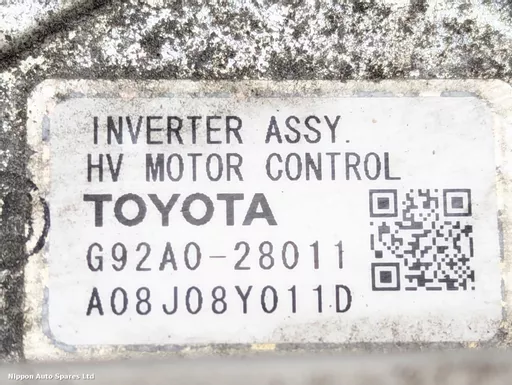 INVERTER ASSY.
HV MOTOR CONTROL
TOYOTA
G92A0-28011
A08J08Y011D
Nippon Auto Spares Ltd